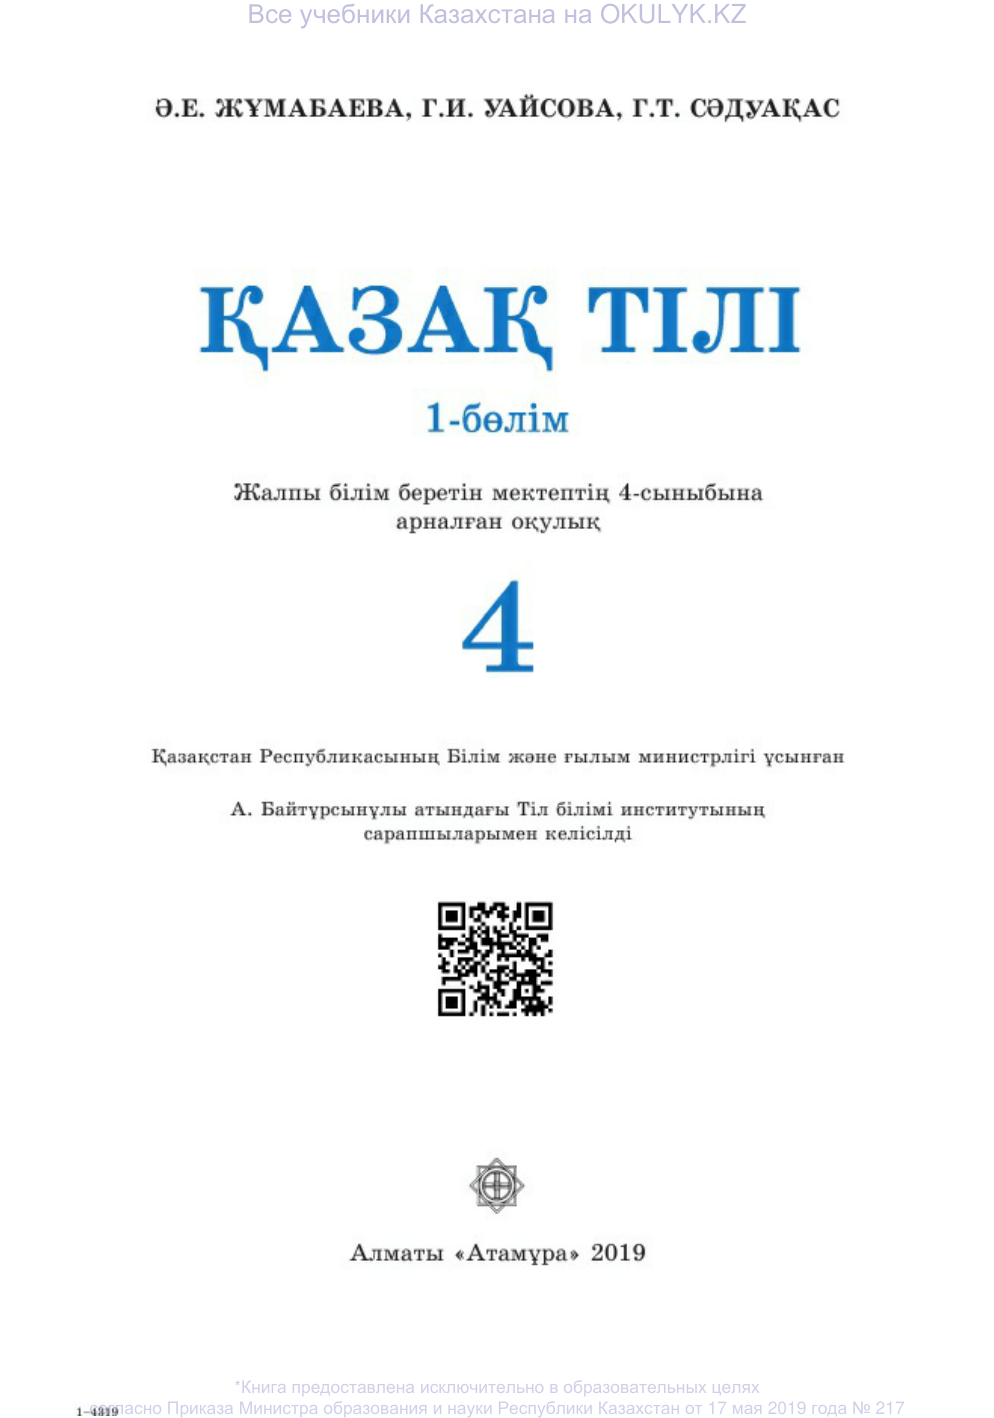 Все учебники Казахстана на OKULYK.KZ
Ә.Е. ЖҰМАБАЕВА, Г.И. УАЙСОВА, Г.Т. СӘДУАҚАС
ҚАЗАҚ ТІЛІ
1-бөлім
Жалпы білім беретін мектептің 4-сыныбына
арналған оқулық
4
Қазақстан Республикасының Білім және ғылым министрлігі ұсынған
А. Байтұрсынұлы атындағы Тіл білімі институтының
сарапшыларымен келісілді
Алматы «Атамұра» 2019
*Книга предоставлена исключительно в образовательных целях
согласно Приказа Министра образования и науки Республики Казахстан от 17 мая 2019 года № 217
1–4319